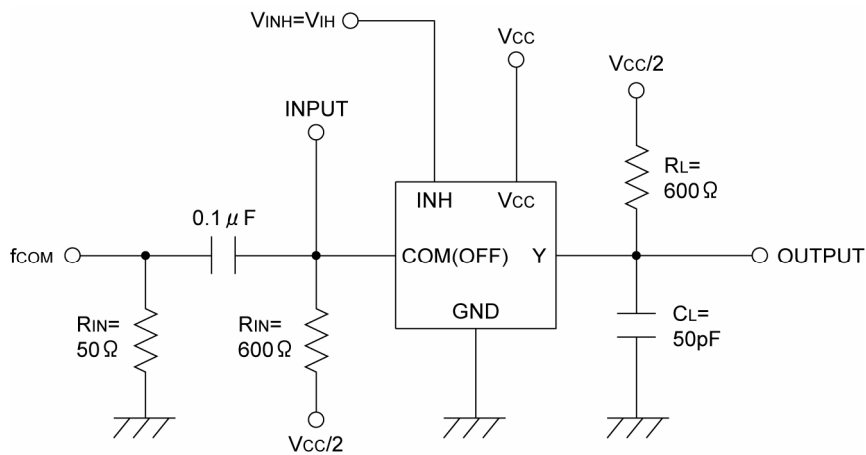 VINH=VIH
VCC
VCC/2
INPUT
RL=
600Ω
INH
VCC
0.1μF
fCOM
COM(OFF)
Y
OUTPUT
GND
RIN=
50Ω
RIN=
600Ω
CL=
50pF
VCC/2